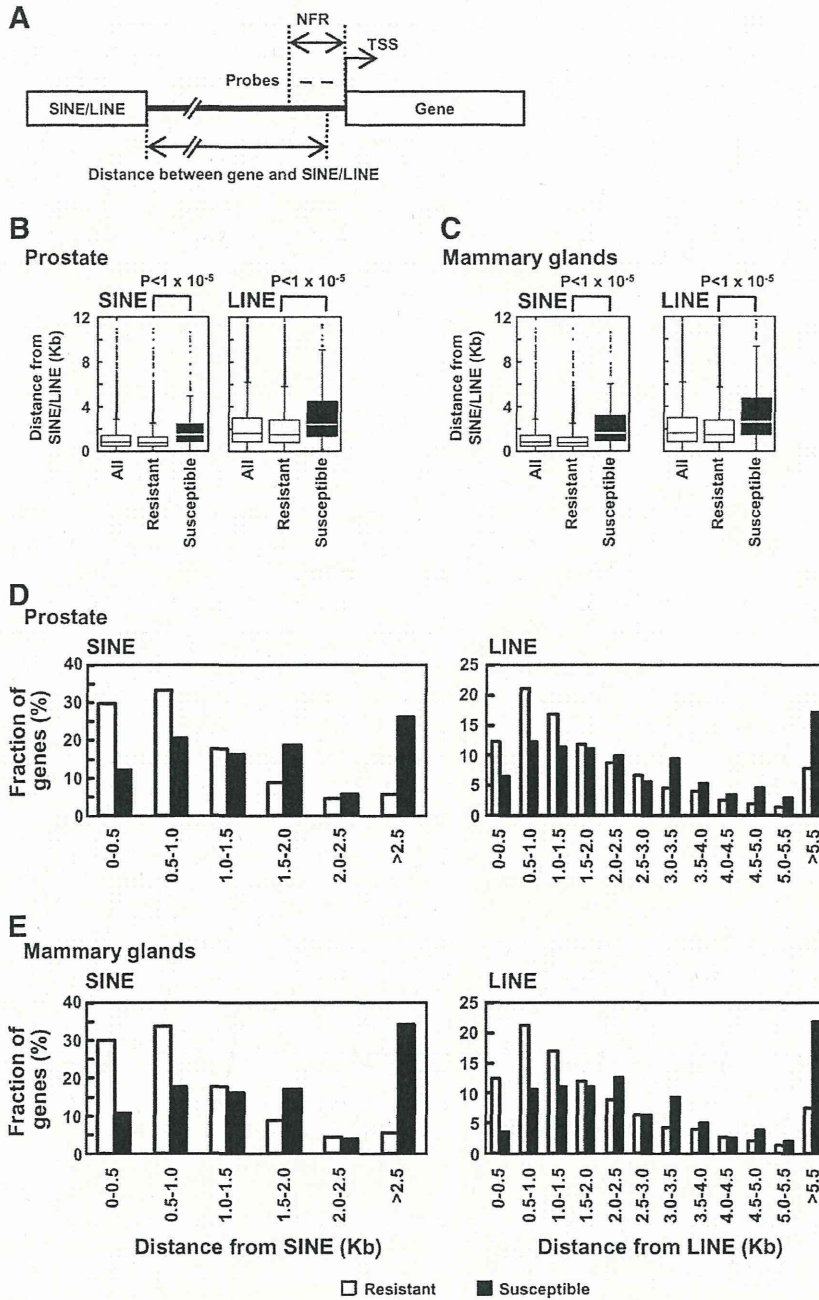 A
NFR
TSS
Probes
SINE/LINE
Gene
Distance between gene and SINE/LINE
B
Prostate
P<1 x 10-5
P<1 x 10-5
SINE
LINE
Distance from
SINE/LINE (Kb)
12
8
4
0
All
Resistant
Susceptible
All
Resistant
Susceptible
C
Mammary glands
P<1 x 10-5
P<1 x 10-5
SINE
LINE
Distance from
SINE/LINE (Kb)
12
8
4
0
All
Resistant
Susceptible
All
Resistant
Susceptible
D
Prostate
SINE
Fraction of
genes (%)
40
30
20
10
0
0-0.5
0.5-1.0
1.0-1.5
1.5-2.0
2.0-2.5
>2.5
LINE
25
20
15
10
5
0
0-0.5
0.5-1.0
1.0-1.5
1.5-2.0
2.0-2.5
2.5-3.0
3.0-3.5
3.5-4.0
4.0-4.5
4.5-5.0
5.0-5.5
>5.5
E
Mammary glands
SINE
Fraction of
genes (%)
40
30
20
10
0
0-0.5
0.5-1.0
1.0-1.5
1.5-2.0
2.0-2.5
>2.5
Distance from SINE (Kb)
LINE
25
20
15
10
5
0
0-0.5
0.5-1.0
1.0-1.5
1.5-2.0
2.0-2.5
2.5-3.0
3.0-3.5
3.5-4.0
4.0-4.5
4.5-5.0
5.0-5.5
>5.5
Distance from LINE (Kb)
Resistant
Susceptible